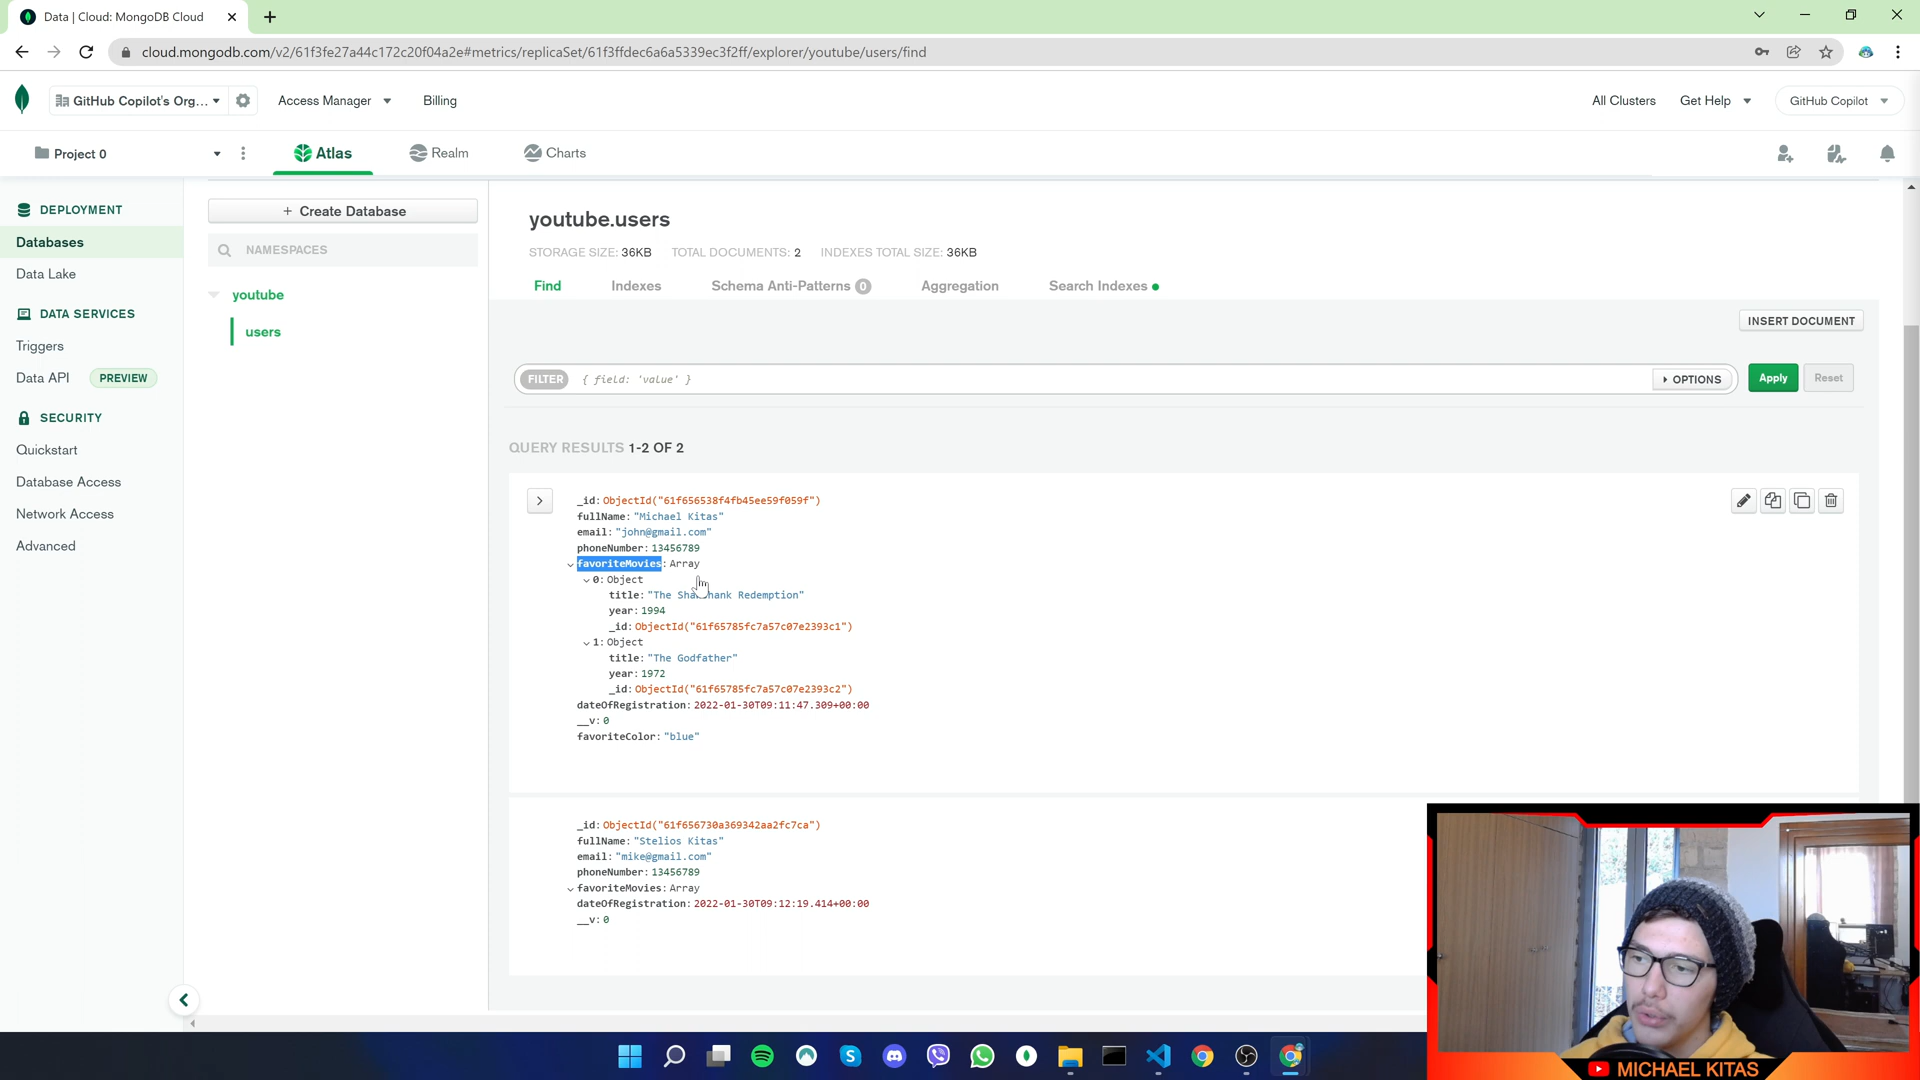 Data | Cloud: MongoDB Cloud
cloud.mongodb.com/v2/61f3fe27a44c172c20f04a2e#metrics/replicaSet/61f3ffdec6a6a5339ec3f2ff/explorer/youtube/users/find
GitHub Copilot's Org...
Access Manager
Billing
All Clusters
Get Help
GitHub Copilot
Project 0
Atlas
Realm
Charts
DEPLOYMENT
Databases
Data Lake
DATA SERVICES
Triggers
Data API PREVIEW
SECURITY
Quickstart
Database Access
Network Access
Advanced
+ Create Database
NAMESPACES
youtube
users
youtube.users
STORAGE SIZE: 36KB TOTAL DOCUMENTS: 2 INDEXES TOTAL SIZE: 36KB
Find Indexes Schema Anti-Patterns 0 Aggregation Search Indexes
INSERT DOCUMENT
FILTER { field: 'value' } OPTIONS Apply Reset
QUERY RESULTS 1-2 OF 2
_id: ObjectId("61f656538f4fb45ee59f059f")
fullName: "Michael Kitas"
email: "john@gmail.com"
phoneNumber: 13456789
favoriteMovies: Array
0: Object
title: "The Shawshank Redemption"
year: 1994
_id: ObjectId("61f65785fc7a57c07e2393c1")
1: Object
title: "The Godfather"
year: 1972
_id: ObjectId("61f65785fc7a57c07e2393c2")
dateOfRegistration: 2022-01-30T09:11:47.309+00:00
__v: 0
favoriteColor: "blue"
_id: ObjectId("61f656730a369342aa2fc7ca")
fullName: "Stelios Kitas"
email: "mike@gmail.com"
phoneNumber: 13456789
favoriteMovies: Array
dateOfRegistration: 2022-01-30T09:12:19.414+00:00
__v: 0
MICHAEL KITAS